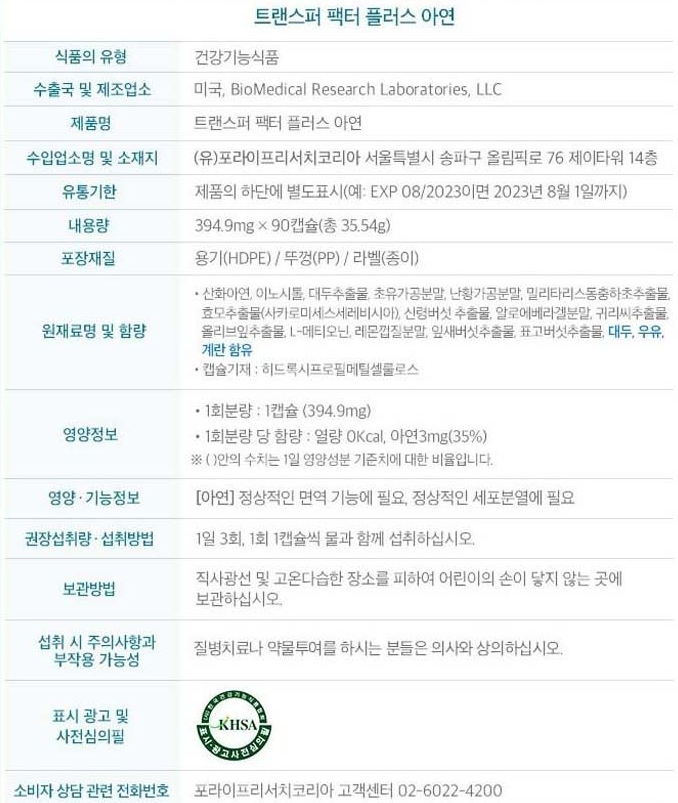 트랜스퍼 팩터 플러스 아연
식품의 유형 건강기능식품
수출국 및 제조업소 미국, BioMedical Research Laboratories, LLC
제품명 트랜스퍼 팩터 플러스 아연
수입업소명 및 소재지 (유)포라이프리서치코리아 서울특별시 송파구 올림픽로 76 제이타워 14층
유통기한 제품의 하단에 별도표시(예: EXP 08/2023이면 2023년 8월 1일까지)
내용량 394.9mg × 90캡슐(총 35.54g)
포장재질 용기(HDPE) / 뚜껑(PP) / 라벨(종이)
원재료명 및 함량
• 산화아연, 이노시톨, 대두추출물, 초유가공분말, 난황가공분말, 밀리타리스동충하초추출물,
효모추출물(사카로미세스세레비시아), 신령버섯 추출물, 알로에베라겔분말, 귀리씨추출물,
올리브잎추출물, L-메티오닌, 레몬껍질분말, 잎새버섯추출물, 표고버섯추출물, 대두, 우유,
계란 함유
• 캡슐기재 : 히드록시프로필메틸셀룰로스
영양정보
• 1회분량 : 1캡슐 (394.9mg)
• 1회분량 당 함량 : 열량 0Kcal, 아연3mg(35%)
※ ( )안의 수치는 1일 영양성분 기준치에 대한 비율입니다.
영양·기능정보 [아연] 정상적인 면역 기능에 필요, 정상적인 세포분열에 필요
권장섭취량·섭취방법 1일 3회, 1회 1캡슐씩 물과 함께 섭취하십시오.
보관방법
직사광선 및 고온다습한 장소를 피하여 어린이의 손이 닿지 않는 곳에
보관하십시오.
섭취 시 주의사항과
부작용 가능성
질병치료나 약물투여를 하시는 분들은 의사와 상의하십시오.
표시 광고 및
사전심의필
KHSA
표시·광고사전심의필
소비자 상담 관련 전화번호 포라이프리서치코리아 고객센터 02-6022-4200